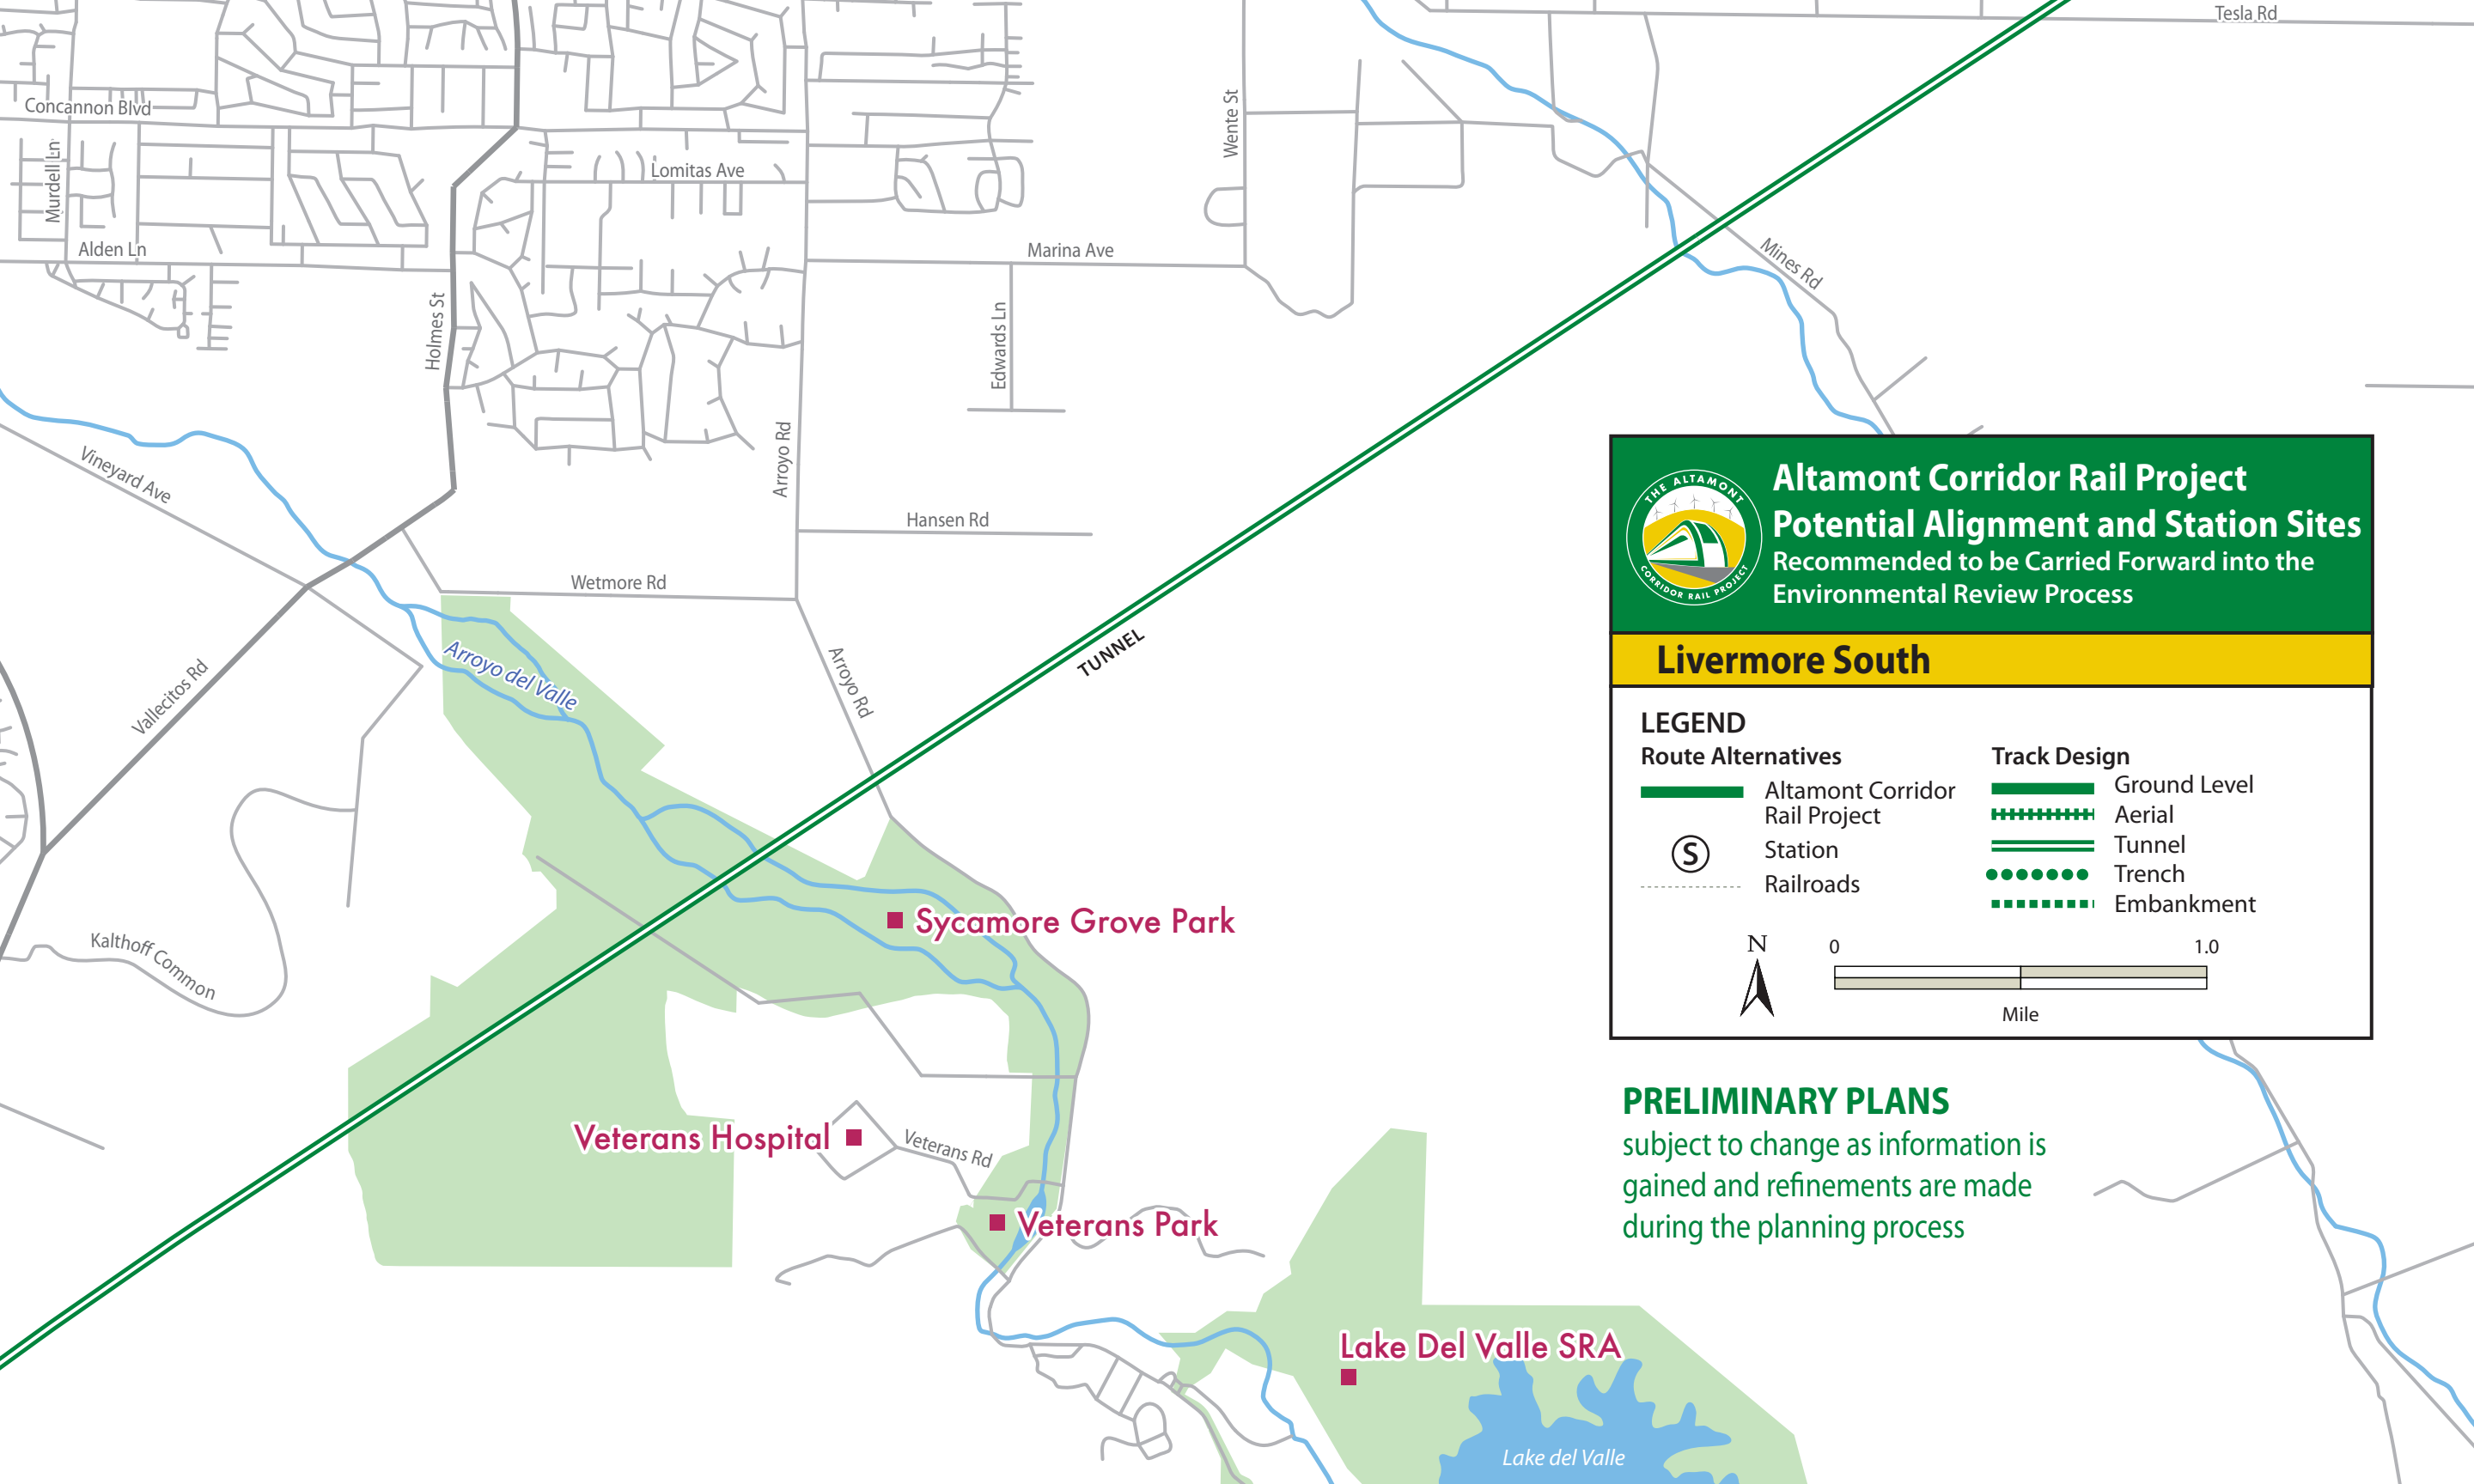 Tesla Rd
Concannon Blvd
Murdell Ln
Wente St
Lomitas Ave
Alden Ln
Marina Ave
Mines Rd
Holmes St
Edwards Ln
Arroyo Rd
Vineyard Ave
Hansen Rd
Wetmore Rd
TUNNEL
Arroyo del Valle
Arroyo Rd
Vallecitos Rd
Kalthoff Common
Sycamore Grove Park
Veterans Hospital
Veterans Rd
Veterans Park
Lake Del Valle SRA
Lake del Valle
THE ALTAMONT
CORRIDOR RAIL PROJECT
Altamont Corridor Rail Project
Potential Alignment and Station Sites
Recommended to be Carried Forward into the
Environmental Review Process
Livermore South
LEGEND
Route Alternatives
Altamont Corridor
Rail Project
S
Station
Railroads
Track Design
Ground Level
Aerial
Tunnel
Trench
Embankment
N
0
1.0
Mile
PRELIMINARY PLANS
subject to change as information is
gained and refinements are made
during the planning process